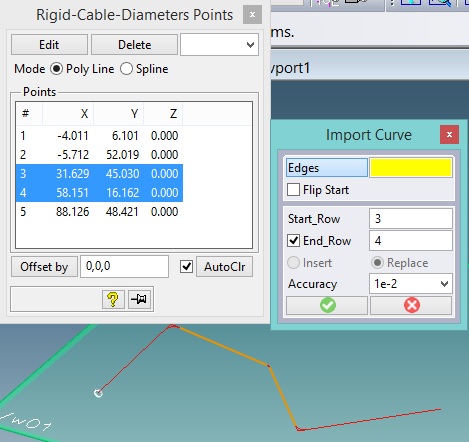 ms.
vport1
Rigid-Cable-Diameters Points
Edit Delete
Mode Poly Line Spline
Points
# X Y Z
1 -4.011 6.101 0.000
2 -5.712 52.019 0.000
3 31.629 45.030 0.000
4 58.151 16.162 0.000
5 88.126 48.421 0.000
Offset by 0,0,0 AutoClr
Import Curve
Edges
Flip Start
Start_Row 3
End_Row 4
Insert Replace
Accuracy 1e-2
/w01